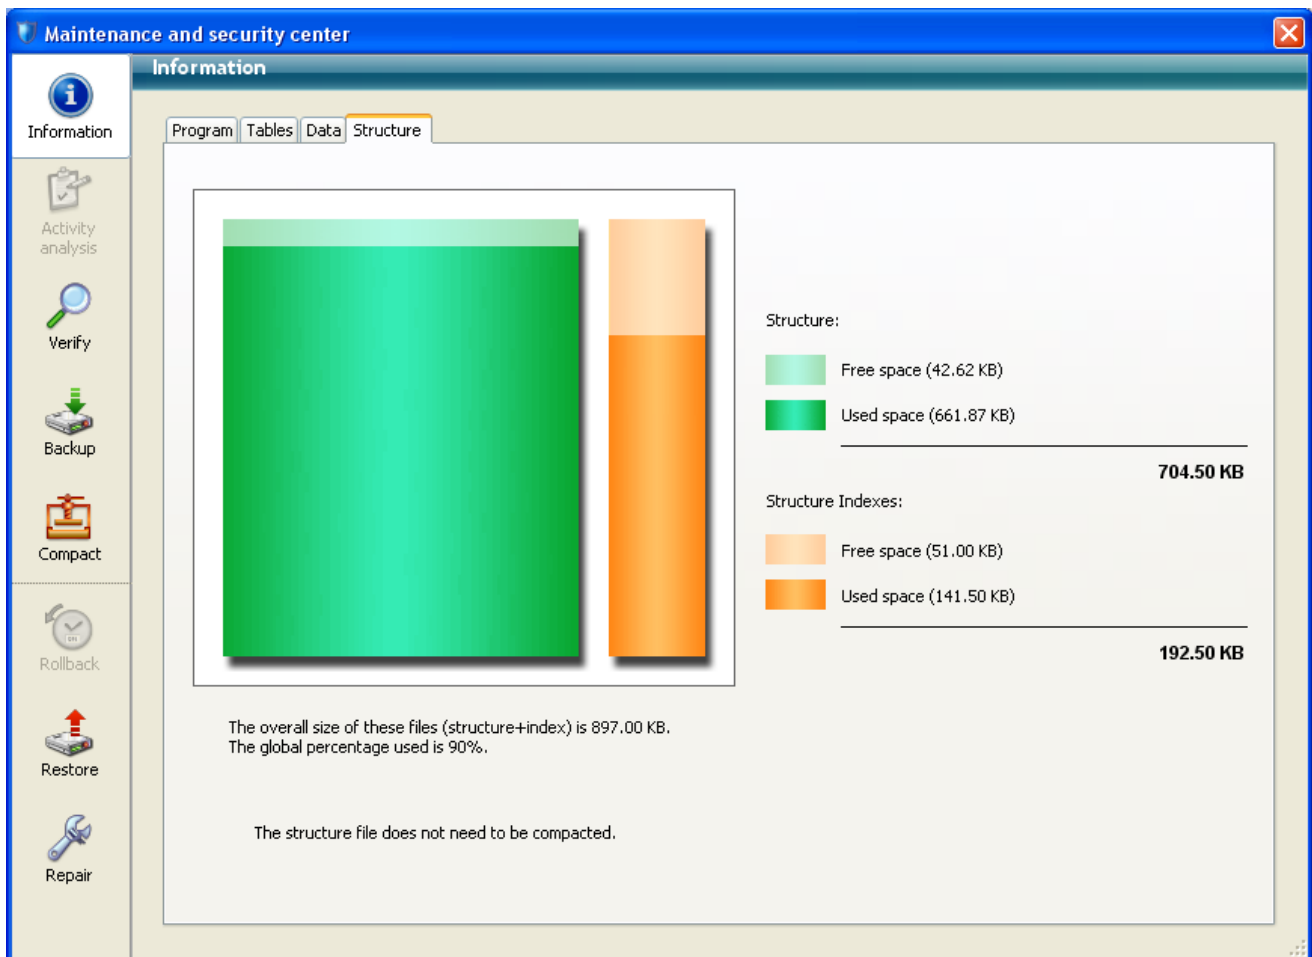 Maintenance and security center
Information
Information
Program Tables Data Structure
Activity
analysis
Verify
Backup
Compact
Rollback
Restore
Repair
Structure:
Free space (42.62 KB)
Used space (661.87 KB)
704.50 KB
Structure Indexes:
Free space (51.00 KB)
Used space (141.50 KB)
192.50 KB
The overall size of these files (structure+index) is 897.00 KB.
The global percentage used is 90%.
The structure file does not need to be compacted.